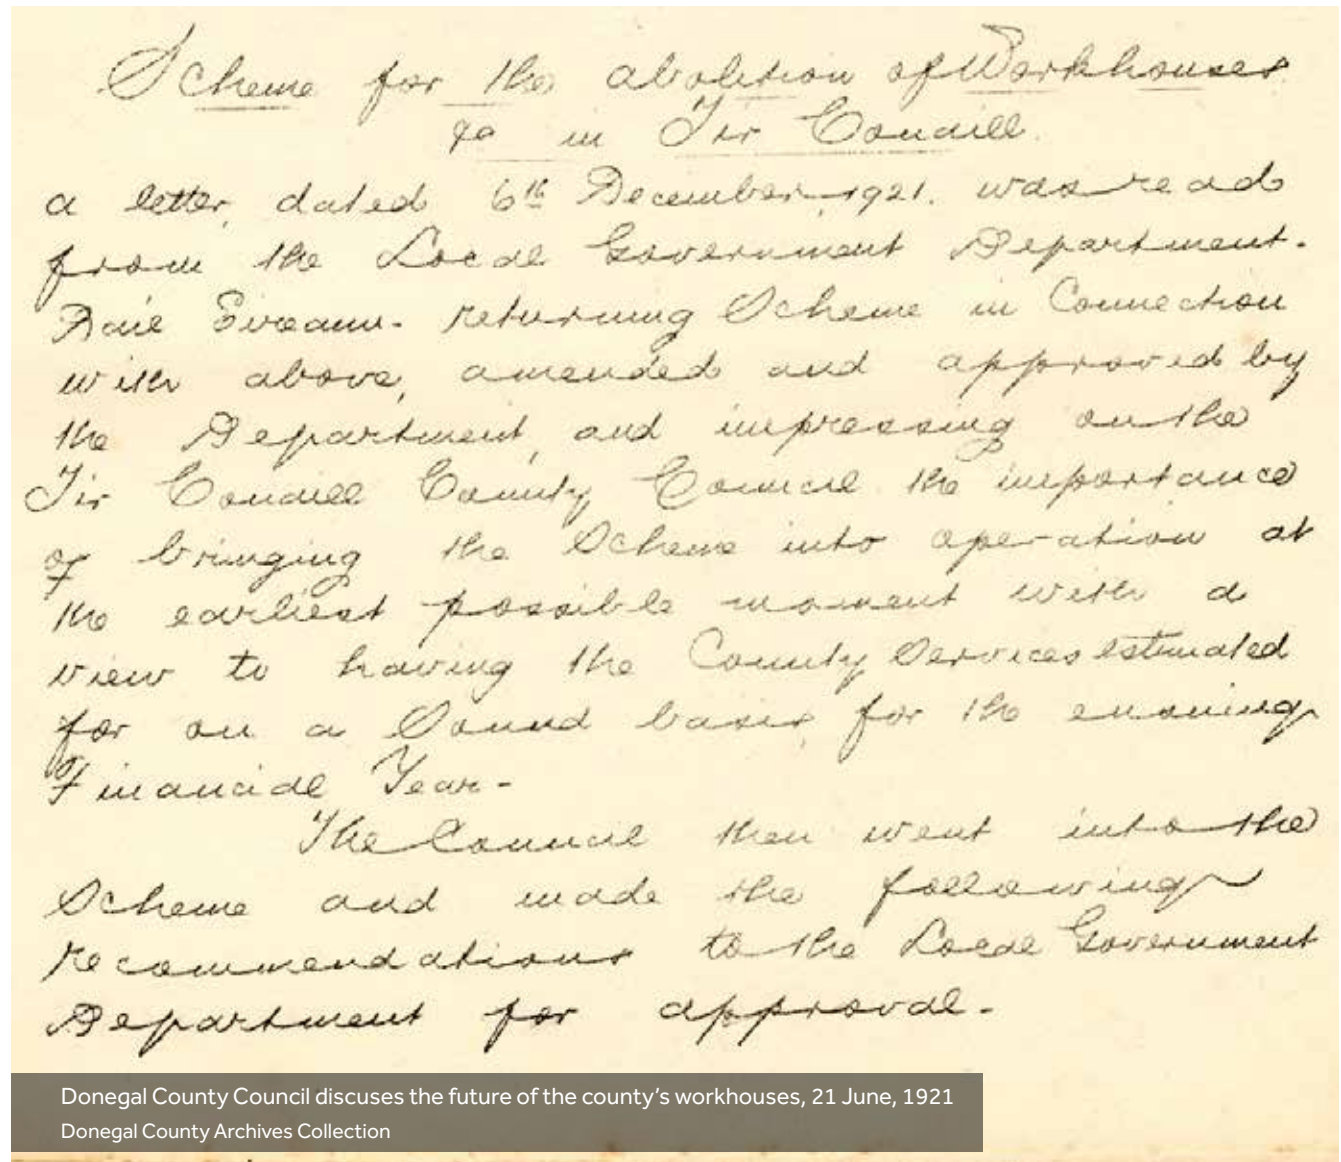 Scheme for the abolition of Workhouses
&c in Tir Conaill.
a letter, dated 6th December, 1921. was read
from the Local Government Department.
Dail Eireann. returning Scheme in Connection
with above, amended and approved by
the Department, and impressing on the
Tir Conaill County Council the importance
of bringing the Scheme into operation at
the earliest possible moment with a
view to having the County Services estimated
for on a Sound basis, for the ensuing
Financial Year-
The Council then went into the
Scheme and made the following
recommendations to the Local Government
Department for approval.-
Donegal County Council discuses the future of the county's workhouses, 21 June, 1921
Donegal County Archives Collection